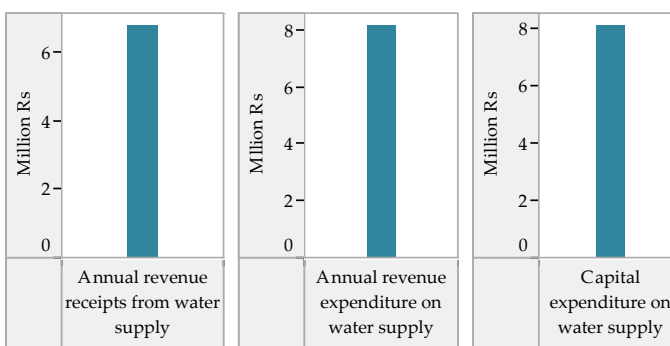 Million Rs
6
4
2
0
Annual revenue
receipts from water
supply
Mllion Rs
8
6
4
2
0
Annual revenue
expenditure on
water supply
Million Rs
8
6
4
2
0
Capital
expenditure on
water supply